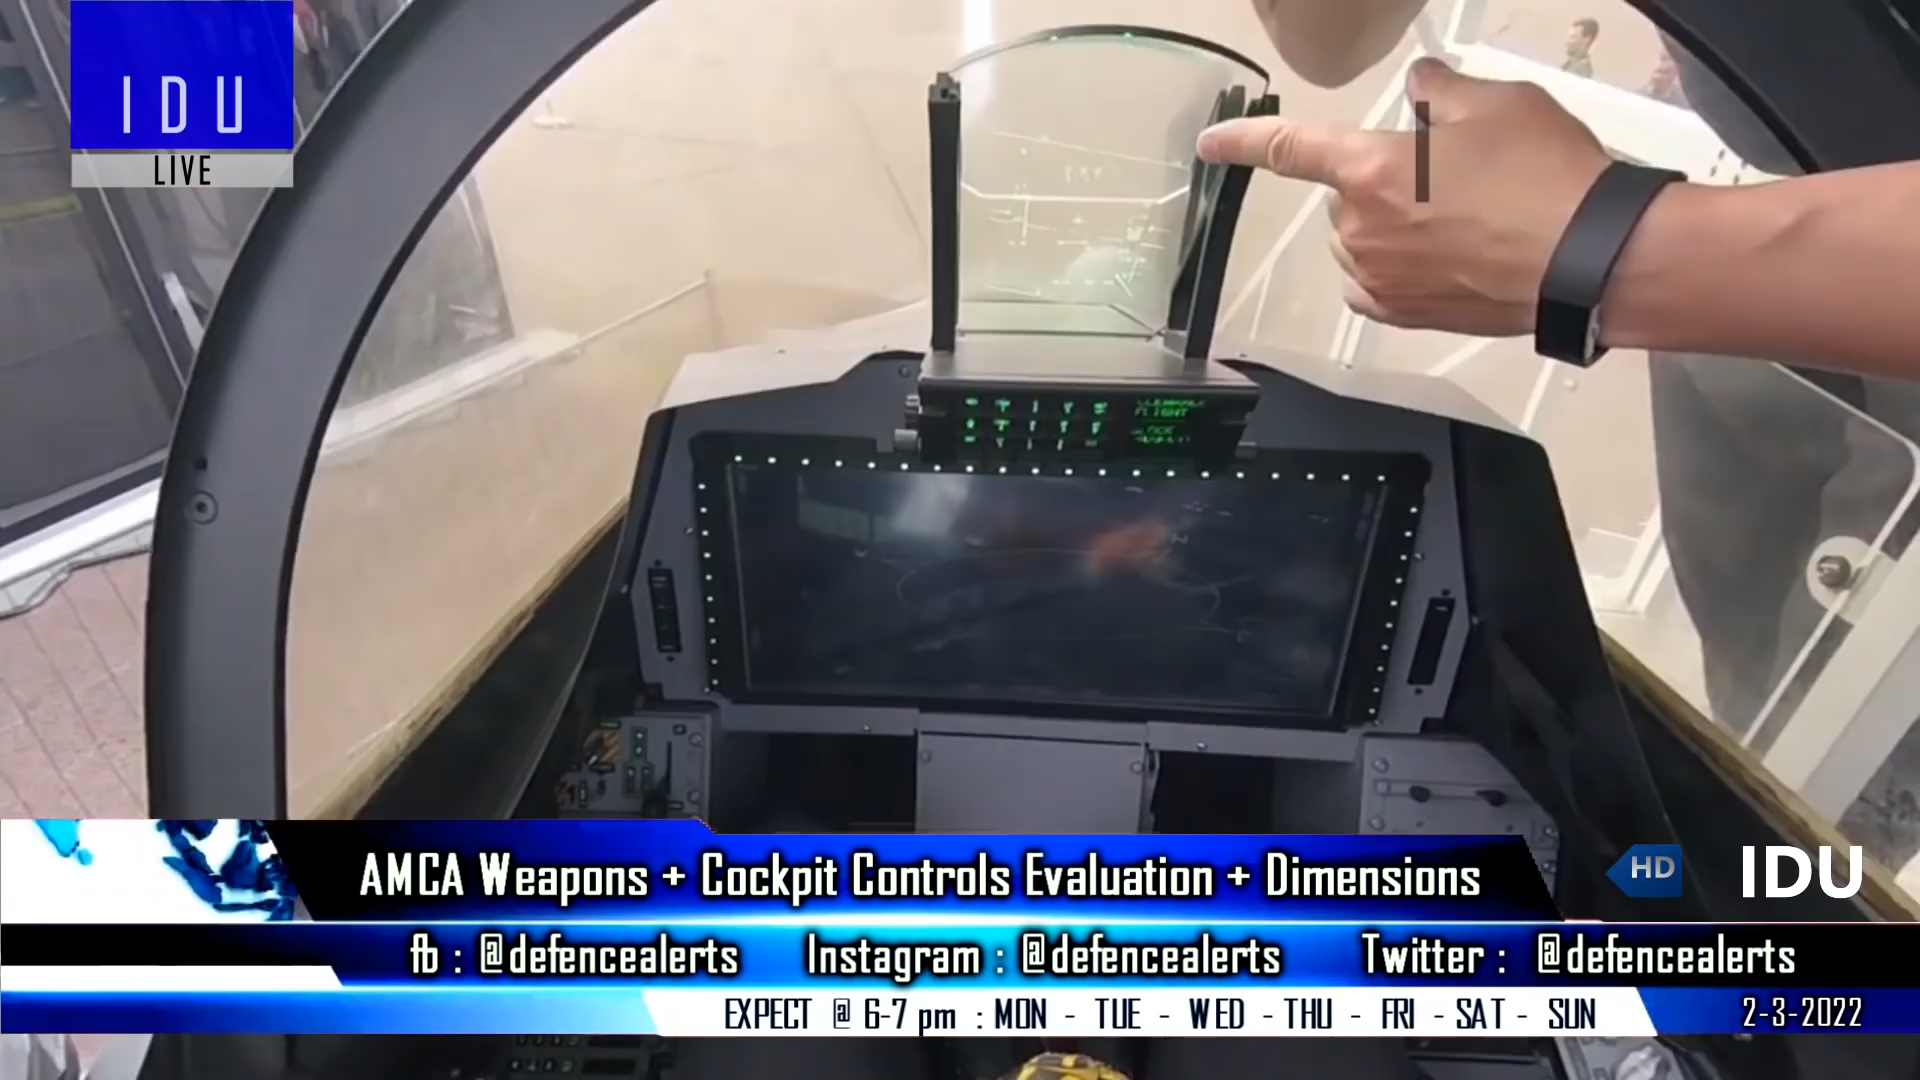 IDU
LIVE
FLIGHT
AMCA Weapons + Cockpit Controls Evaluation + Dimensions
HD
IDU
fb : @defencealerts Instagram : @defencealerts Twitter : @defencealerts
EXPECT @ 6-7 pm : MON - TUE - WED - THU - FRI - SAT - SUN
2-3-2022